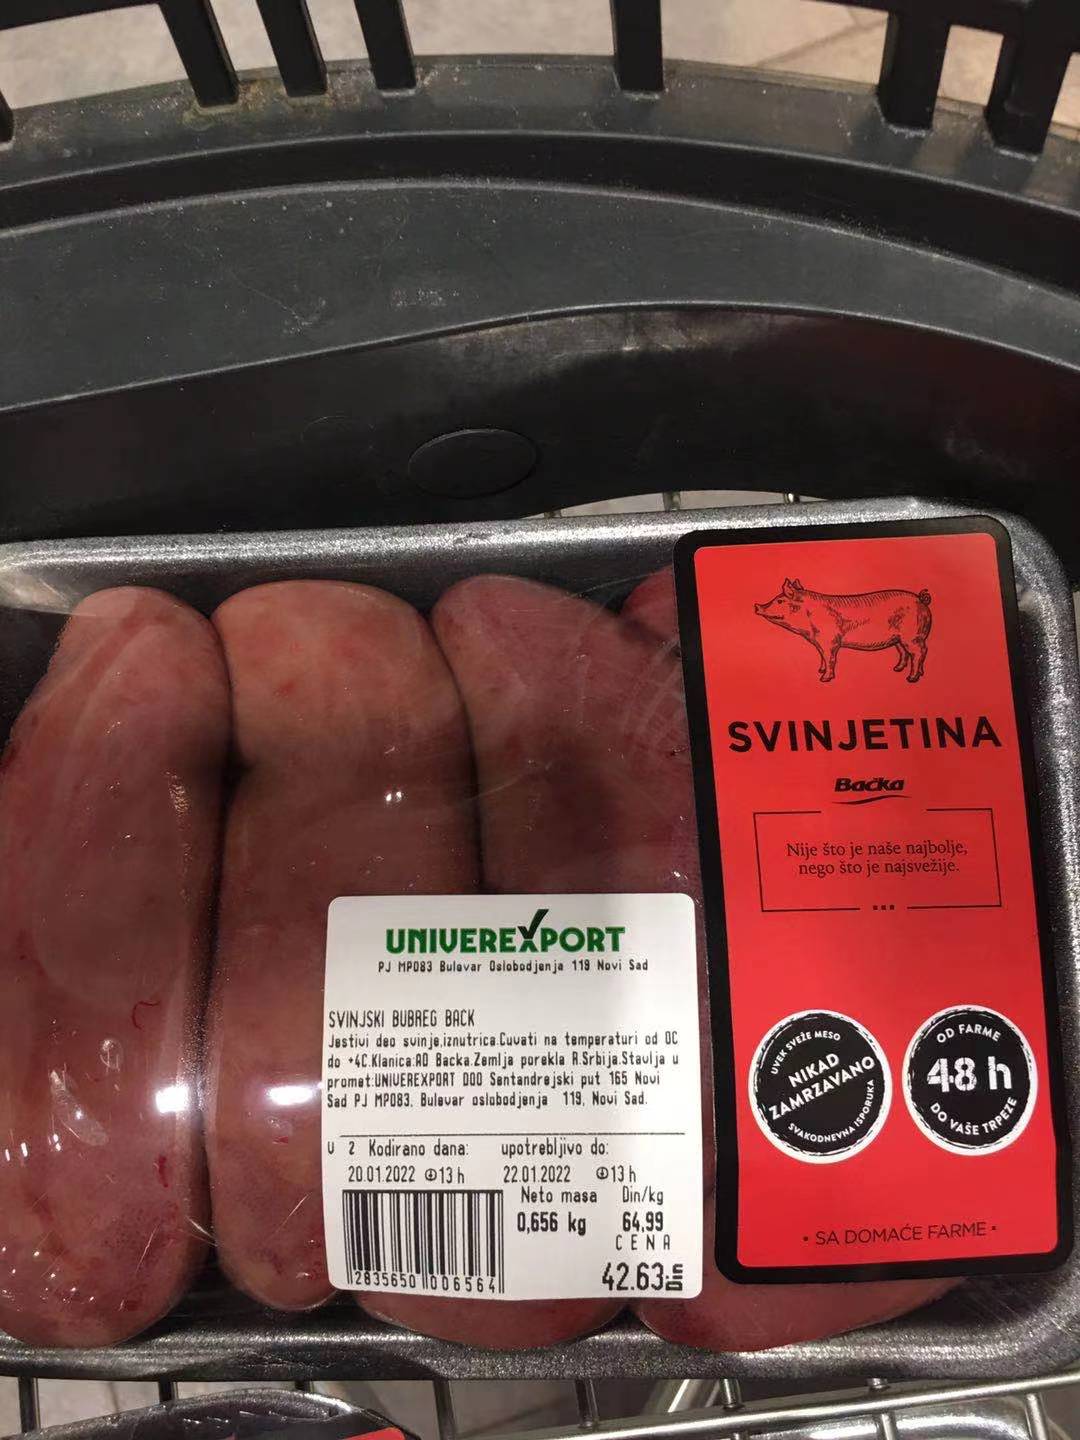 SVINJETINA
Bačka
Nije što je naše najbolje,
nego što je najsvežije.
UVEK SVEŽE MESO
NIKAD
ZAMRZAVANO
SVAKODNEVNA ISPORUKA
OD FARME
48 h
DO VAŠE TRPEZE
• SA DOMAĆE FARME •
UNIVEREXPORT
PJ MP083 Bulevar Oslobodjenja 119 Novi Sad
SVINJSKI BUBREG BACK
Jestivi deo svinje,iznutrica.Cuvati na temperaturi od 0C
do +4C.Klanica:AD Backa.Zemlja porekla R.Srbija.Stavlja u
promet:UNIVEREXPORT DOO Sentandrejski put 165 Novi
Sad PJ MP083, Bulevar oslobodjenja 119, Novi Sad.
U 2 Kodirano dana: upotrebljivo do:
20.01.2022 13 h 22.01.2022 13 h
Neto masa Din/kg
0,656 kg 64,99
CENA
42.63 Din
2835650 006564